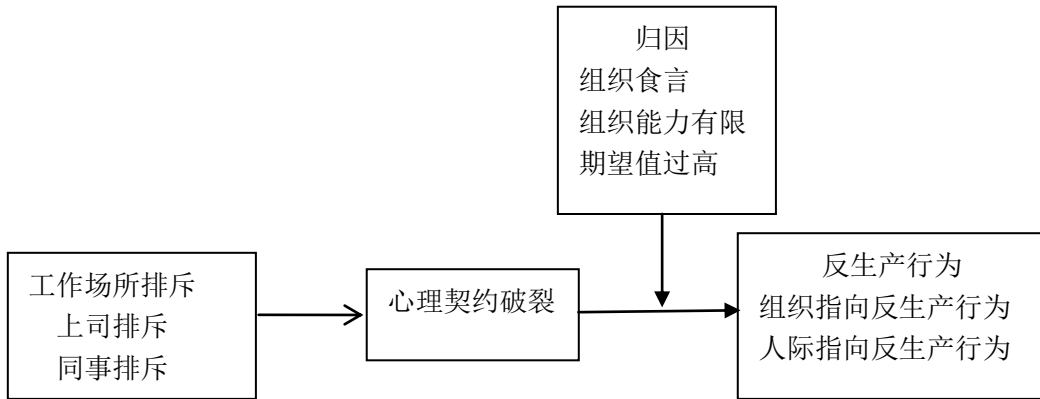 归因
组织食言
组织能力有限
期望值过高
工作场所排斥
上司排斥
同事排斥
心理契约破裂
反生产行为
组织指向反生产行为
人际指向反生产行为